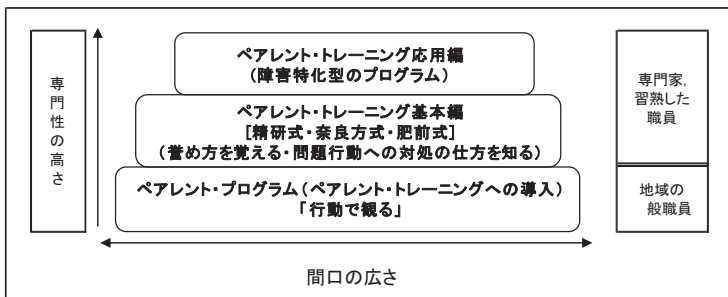 専門性の高さ
ペアレント・トレーニング応用編
(障害特化型のプログラム)
ペアレント・トレーニング基本編
[精研式・奈良方式・肥前式]
(誉め方を覚える・問題行動への対処の仕方を知る)
ペアレント・プログラム(ペアレント・トレーニングへの導入)
「行動で観る」
専門家,
習熟した
職員
地域の
一般職員
間口の広さ